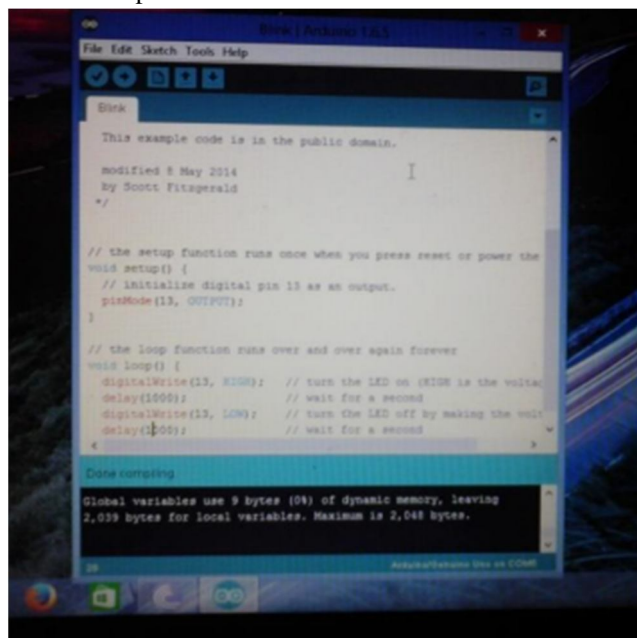 Blink | Arduino 1.6.5
File Edit Sketch Tools Help
Blink
This example code is in the public domain.
modified 8 May 2014
by Scott Fitzgerald
*/
// the setup function runs once when you press reset or power the
void setup() {
// initialize digital pin 13 as an output.
pinMode(13, OUTPUT);
}
// the loop function runs over and over again forever
void loop() {
digitalWrite(13, HIGH); // turn the LED on (HIGH is the voltag
delay(1000); // wait for a second
digitalWrite(13, LOW); // turn the LED off by making the volt
delay(1000); // wait for a second
Done compiling.
Global variables use 9 bytes (0%) of dynamic memory, leaving
2,039 bytes for local variables. Maximum is 2,048 bytes.
Arduino/Genuino Uno on